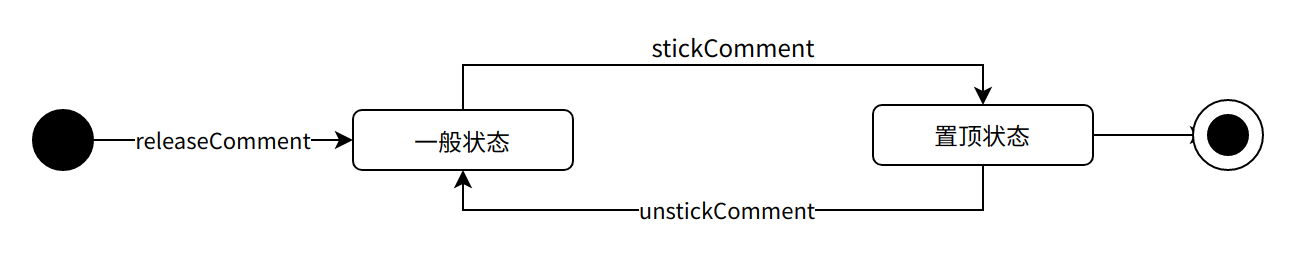 stickComment
releaseComment
一般状态
置顶状态
unstickComment